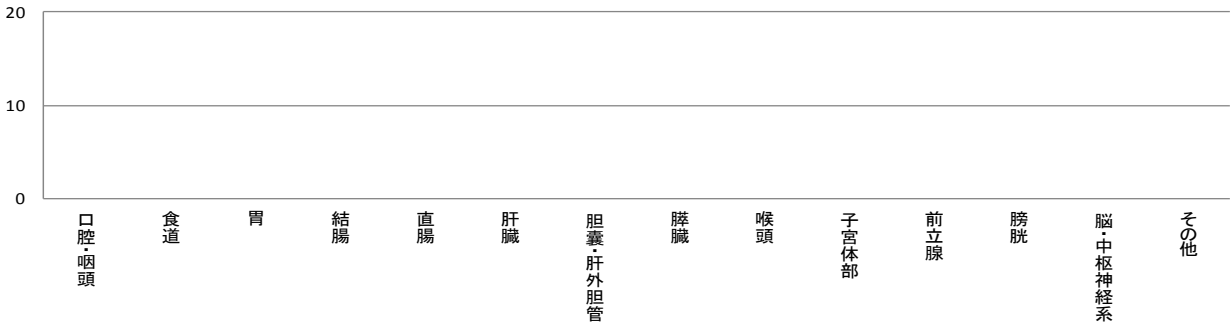 20
10
0
口腔・咽頭
食道
胃
結腸
直腸
肝臓
胆嚢・肝外胆管
膵臓
喉頭
子宮体部
前立腺
膀胱
脳・中枢神経系
その他